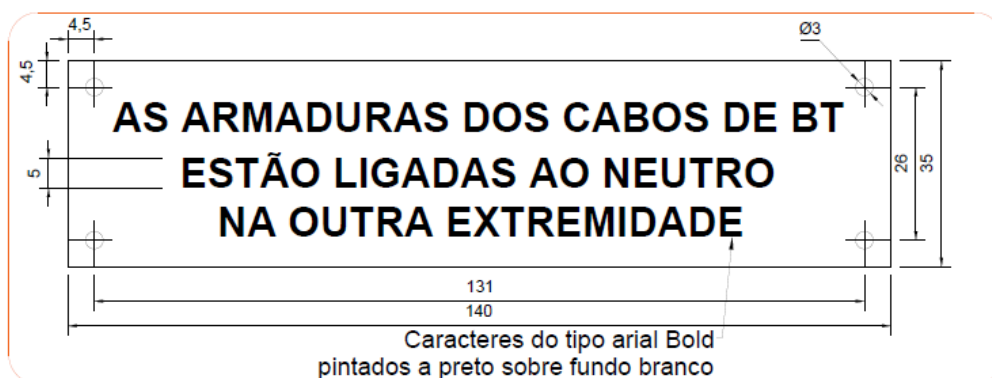 4,5
Ø3
4,5
AS ARMADURAS DOS CABOS DE BT
5
ESTÃO LIGADAS AO NEUTRO
26
35
NA OUTRA EXTREMIDADE
131
140
Caracteres do tipo arial Bold
pintados a preto sobre fundo branco